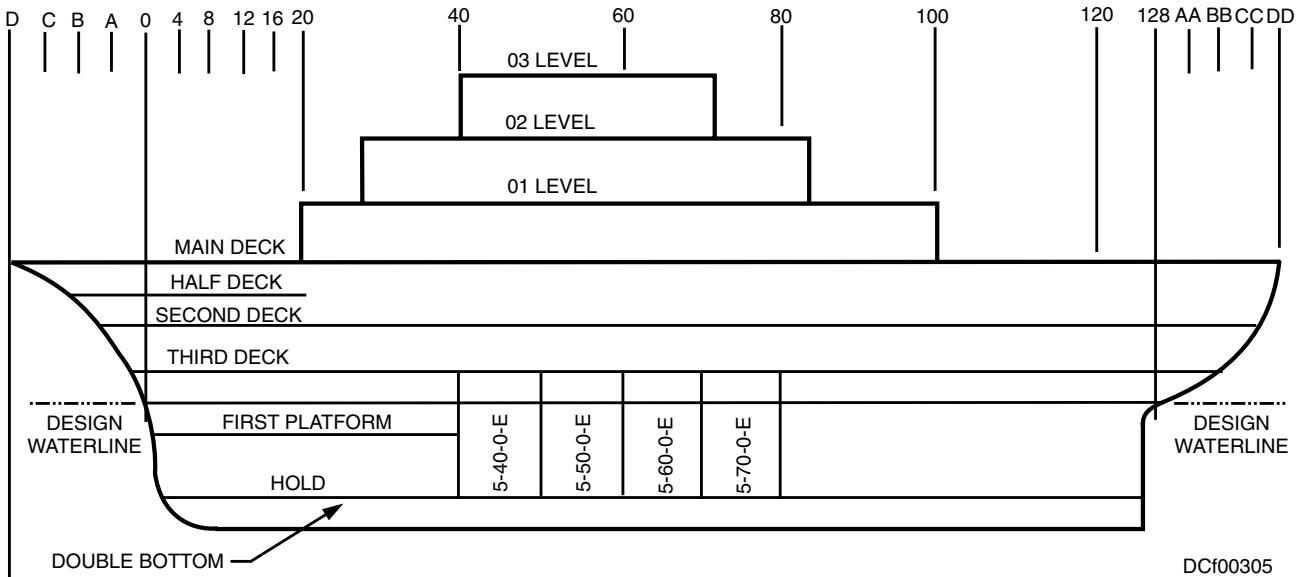 D C B A 0 4 8 12 16 20 40 60 80 100 120 128 AA BB CC DD
03 LEVEL
02 LEVEL
01 LEVEL
MAIN DECK
HALF DECK
SECOND DECK
THIRD DECK
DESIGN
WATERLINE
FIRST PLATFORM
5-40-0-E
5-50-0-E
5-60-0-E
5-70-0-E
DESIGN
WATERLINE
HOLD
DOUBLE BOTTOM
DCf00305